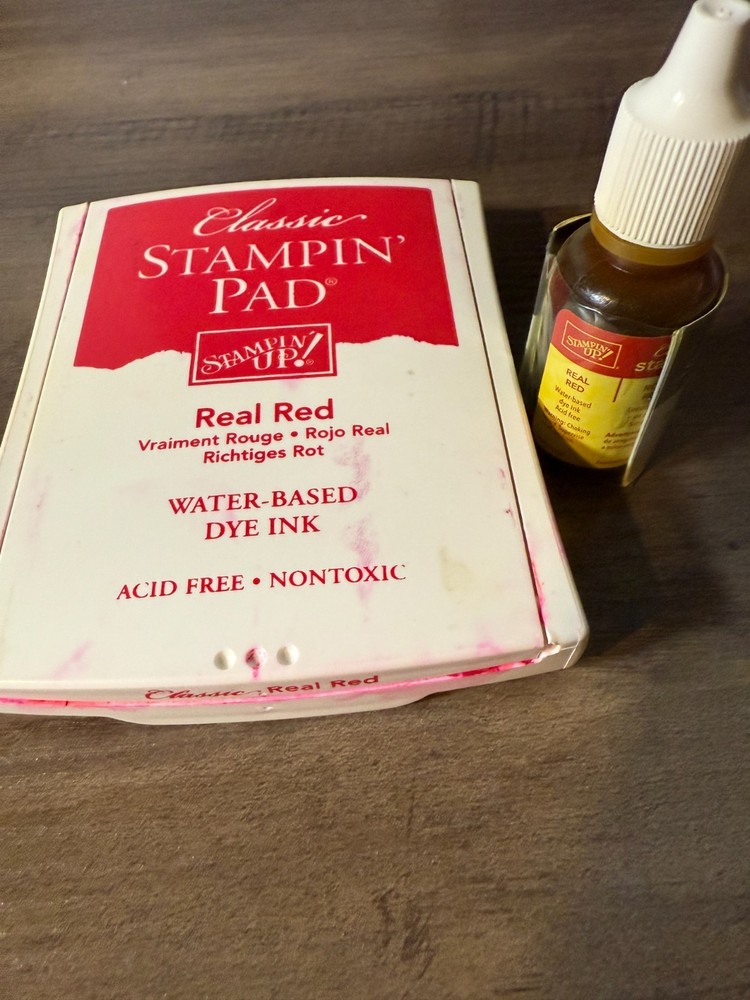 Classic
STAMPIN'
PAD®
STAMPIN' UP!®
Real Red
Vraiment Rouge • Rojo Real
Richtiges Rot
WATER-BASED
DYE INK
ACID FREE • NONTOXIC
Classic Real Red
STAMPIN' UP!
REAL
RED
Water-based
dye ink
Acid free
Choking